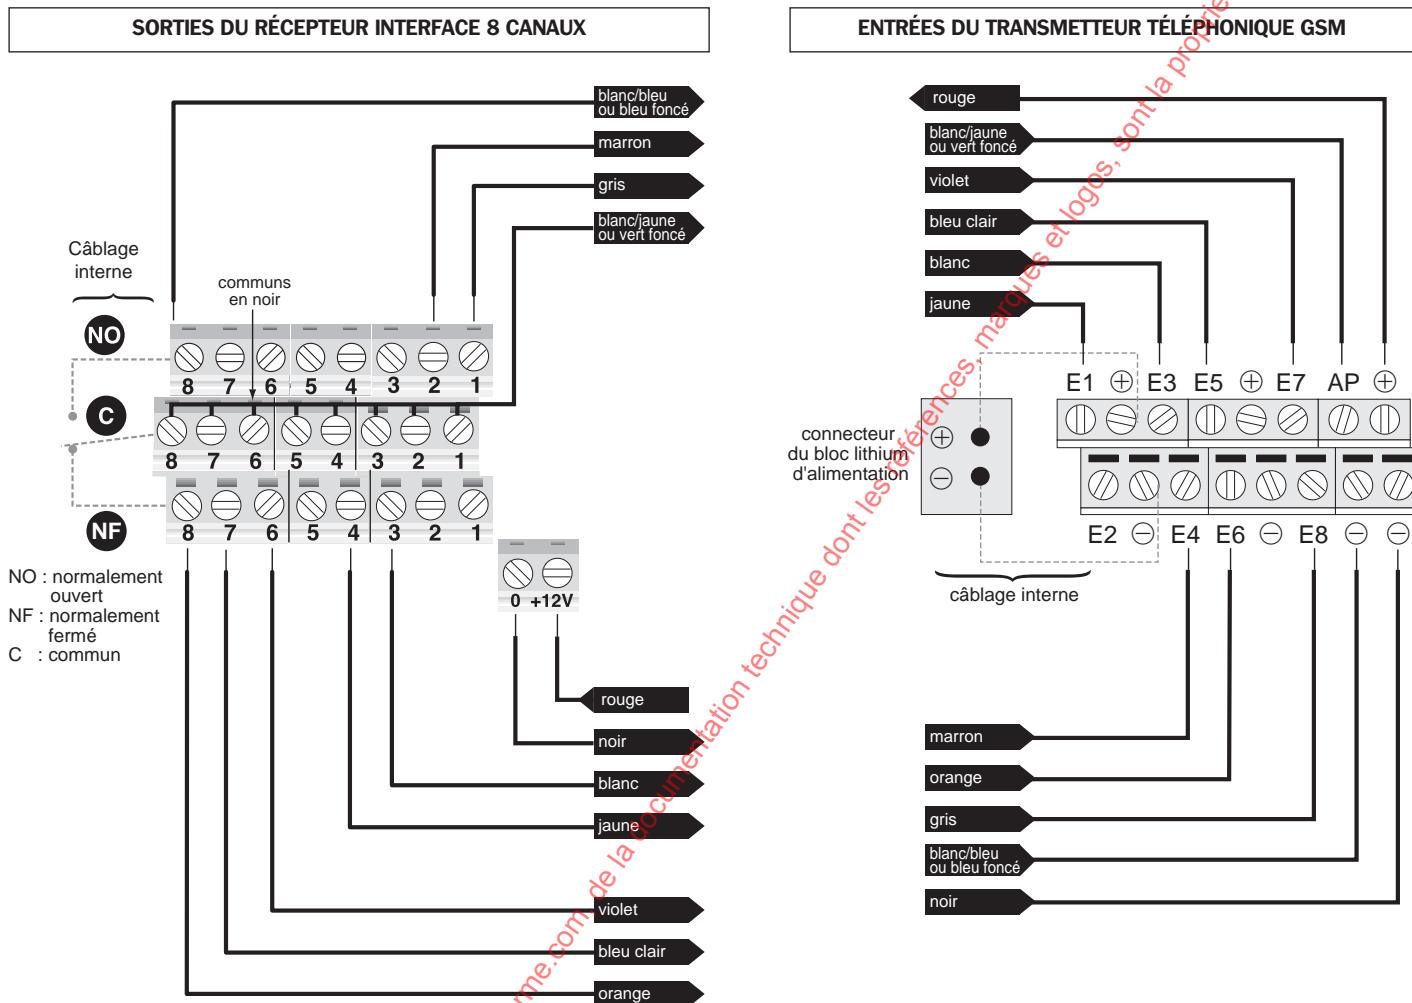 SORTIES DU RÉCEPTEUR INTERFACE 8 CANAUX
blanc/bleu
ou bleu foncé
marron
gris
blanc/jaune
ou vert foncé
Câblage
interne
communs
en noir
NO
8 7 6 5 4 3 2 1
C
8 7 6 5 4 3 2 1
NF
8 7 6 5 4 3 2 1
NO : normalement
ouvert
NF : normalement
fermé
C : commun
0 +12V
rouge
noir
blanc
jaune
violet
bleu clair
orange
ENTRÉES DU TRANSMETTEUR TÉLÉPHONIQUE GSM
rouge
blanc/jaune
ou vert foncé
violet
bleu clair
blanc
jaune
E1 + E3 E5 + E7 AP +
connecteur
du bloc lithium
d'alimentation
+
−
E2 − E4 E6 − E8 − −
câblage interne
marron
orange
gris
blanc/bleu
ou bleu foncé
noir
me.com, de la documentation technique dont les références, marques et logos, sont la proprié